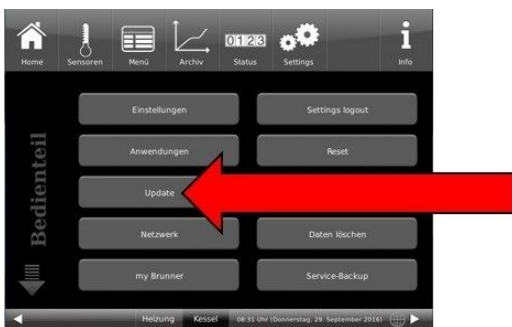 0123
Home Sensoren Menü Archiv Status Settings Info
Bedienteil
Einstellungen Settings logout
Anwendungen Reset
Update
Netzwerk Daten löschen
my Brunner Service-Backup
Heizung Kessel 08:31 Uhr (Donnerstag, 29. September 2016)